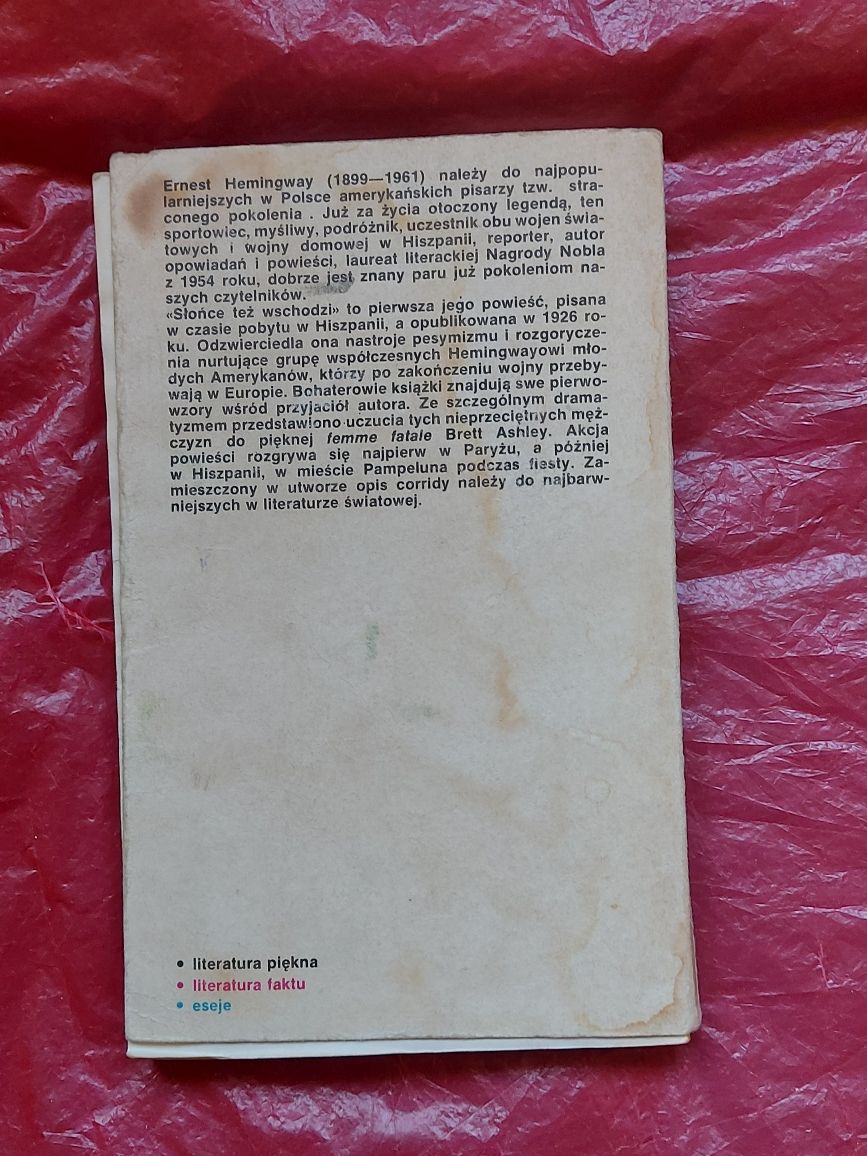 Ernest Hemingway (1899—1961) należy do najpopu-
larniejszych w Polsce amerykańskich pisarzy tzw. stra-
conego pokolenia . Już za życia otoczony legendą, ten
sportowiec, myśliwy, podróżnik, uczestnik obu wojen świa-
towych i wojny domowej w Hiszpanii, reporter, autor
opowiadań i powieści, laureat literackiej Nagrody Nobla
z 1954 roku, dobrze jest znany paru już pokoleniom na-
szych czytelników.
«Słońce też wschodzi» to pierwsza jego powieść, pisana
w czasie pobytu w Hiszpanii, a opublikowana w 1926 ro-
ku. Odzwierciedla ona nastroje pesymizmu i rozgorycze-
nia nurtujące grupę współczesnych Hemingwayowi mło-
dych Amerykanów, którzy po zakończeniu wojny przeby-
wają w Europie. Bohaterowie książki znajdują swe pierwo-
wzory wśród przyjaciół autora. Ze szczególnym drama-
tyzmem przedstawiono uczucia tych nieprzeciętnych męż-
czyzn do pięknej femme fatale Brett Ashley. Akcja
powieści rozgrywa się najpierw w Paryżu, a później
w Hiszpanii, w mieście Pampeluna podczas fiesty. Za-
mieszczony w utworze opis corridy należy do najbarw-
niejszych w literaturze światowej.
• literatura piękna
• literatura faktu
• eseje